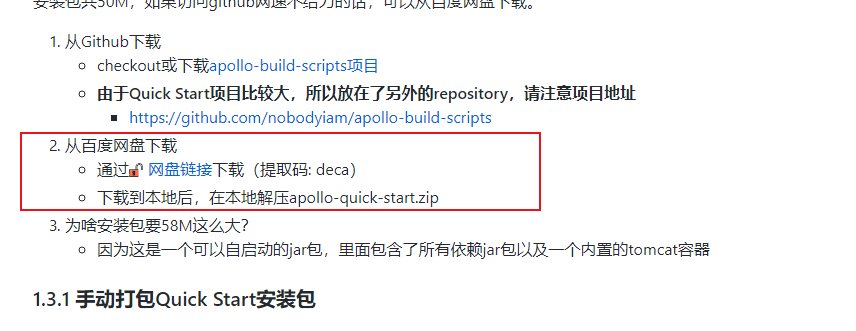 安装包共50M，如果访问github网速不给力的话，可以从百度网盘下载。
1. 从Github下载
checkout或下载apollo-build-scripts项目
由于Quick Start项目比较大，所以放在了另外的repository，请注意项目地址
https://github.com/nobodyiam/apollo-build-scripts
2. 从百度网盘下载
通过 网盘链接下载（提取码: deca）
下载到本地后，在本地解压apollo-quick-start.zip
3. 为啥安装包要58M这么大？
因为这是一个可以自启动的jar包，里面包含了所有依赖jar包以及一个内置的tomcat容器
1.3.1 手动打包Quick Start安装包